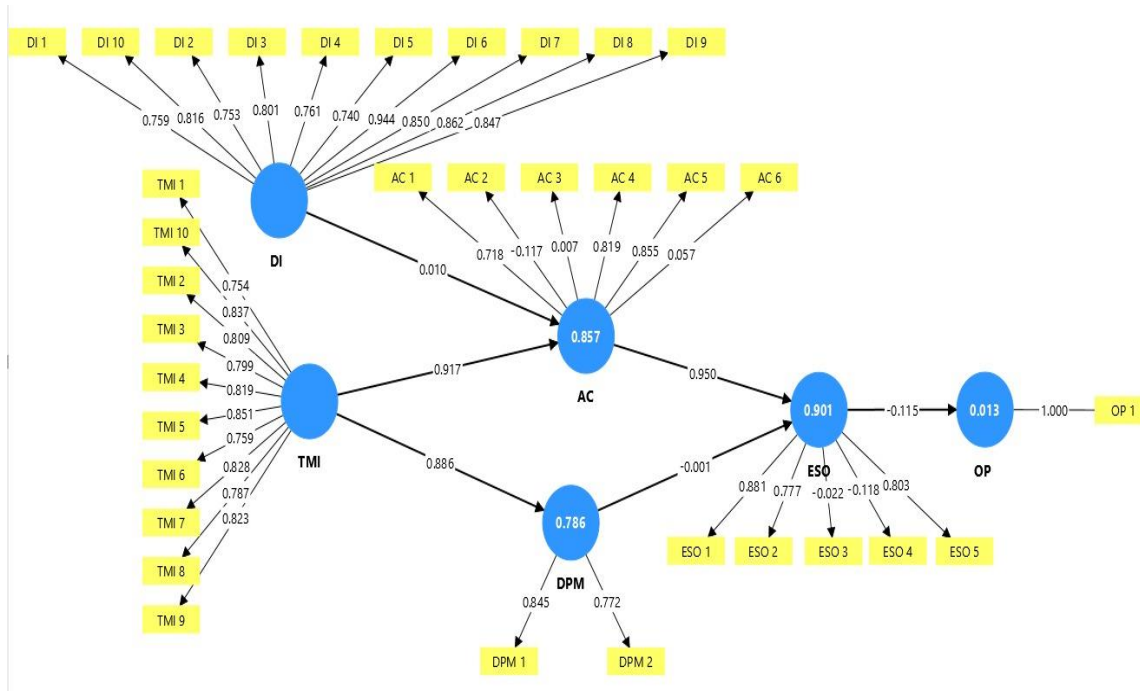 DI 1 DI 10 DI 2 DI 3 DI 4 DI 5 DI 6 DI 7 DI 8 DI 9
0.759 0.816 0.753 0.801 0.761 0.740 0.944 0.850 0.862 0.847
DI
AC 1 AC 2 AC 3 AC 4 AC 5 AC 6
0.718 -0.117 0.007 0.819 0.855 0.057
0.857
AC
TMI 1
TMI 10
TMI 2
TMI 3
TMI 4
TMI 5
TMI 6
TMI 7
TMI 8
TMI 9
0.754
0.837
0.809
0.799
0.819
0.851
0.759
0.828
0.787
0.823
TMI
0.010
0.917
0.886
0.950
-0.001
0.786
DPM
0.845 0.772
DPM 1 DPM 2
0.901
ESO
0.881 0.777 -0.022 -0.118 0.803
ESO 1 ESO 2 ESO 3 ESO 4 ESO 5
-0.115
0.013
OP
1.000
OP 1